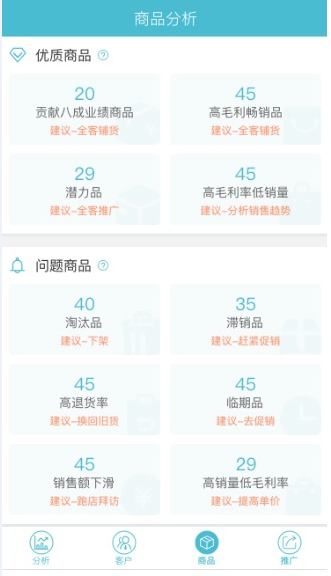 商品分析
优质商品 ?
20 45
贡献八成业绩商品 高毛利畅销品
建议-全客铺货 建议-全客铺货
29 45
潜力品 高毛利率低销量
建议-全客推广 建议-分析销售趋势
问题商品 ?
40 35
淘汰品 滞销品
建议-下架 建议-赶紧促销
45 45
高退货率 临期品
建议-换回旧货 建议-去促销
45 29
销售额下滑 高销量低毛利率
建议-跑店拜访 建议-提高单价
分析 客户 商品 推广